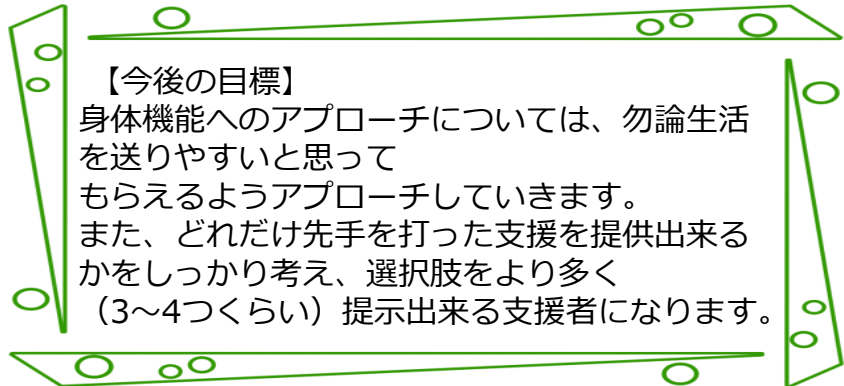 【今後の目標】
身体機能へのアプローチについては、勿論生活
を送りやすいと思って
もらえるようアプローチしていきます。
また、どれだけ先手を打った支援を提供出来る
かをしっかり考え、選択肢をより多く
（3～4つくらい）提示出来る支援者になります。